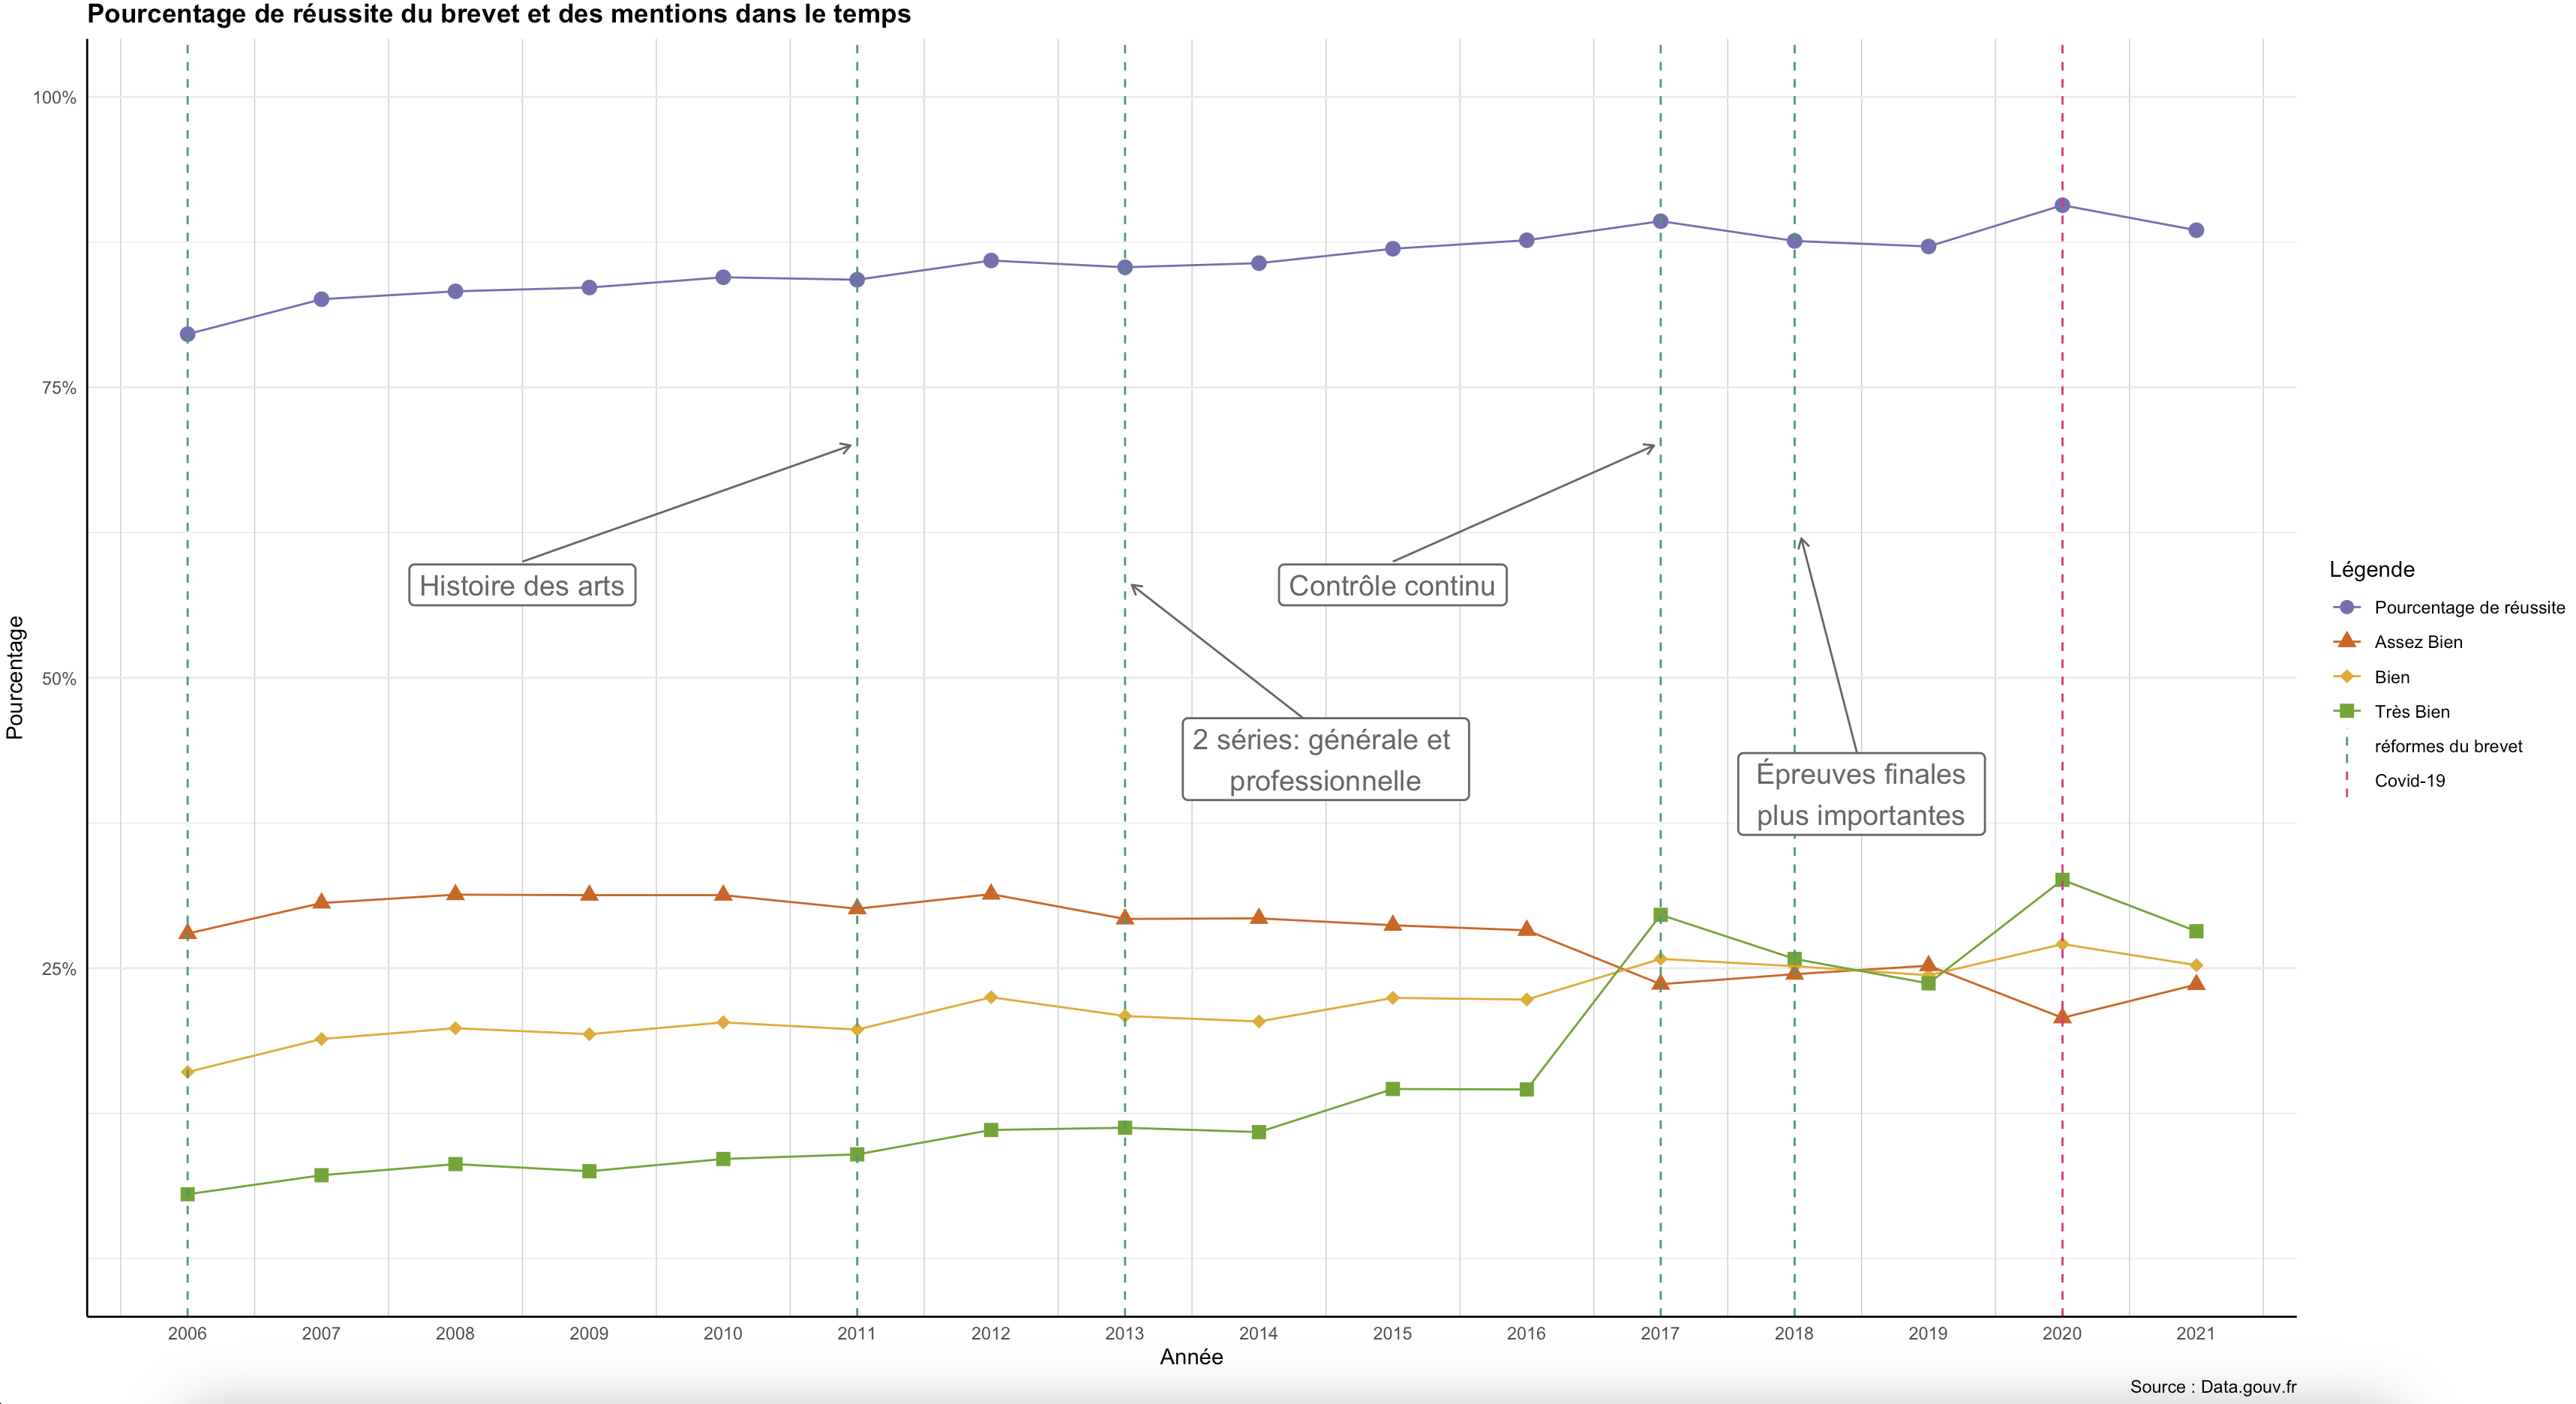 Pourcentage de réussite du brevet et des mentions dans le temps
100%
75%
50%
25%
Pourcentage
Histoire des arts
Contrôle continu
2 séries: générale et
professionnelle
Épreuves finales
plus importantes
Légende
Pourcentage de réussite
Assez Bien
Bien
Très Bien
réformes du brevet
Covid-19
2006 2007 2008 2009 2010 2011 2012 2013 2014 2015 2016 2017 2018 2019 2020 2021
Année
Source : Data.gouv.fr